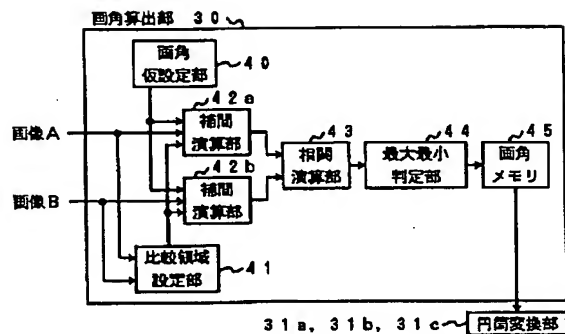 画角算出部 30
画角
仮設定部
40
42a
補間
演算部
42b
補間
演算部
画像A
画像B
比較領域
設定部
41
43
相関
演算部
44
最大最小
判定部
45
画角
メモリ
31a, 31b, 31c
円筒変換部